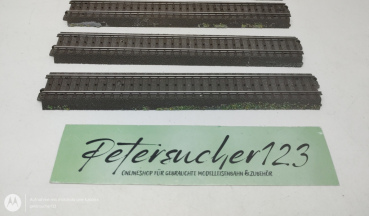 Petersucher123
ONLINESHOP FÜR GEBRAUCHTE MODELLEISENBAHN & ZUBEHÖR